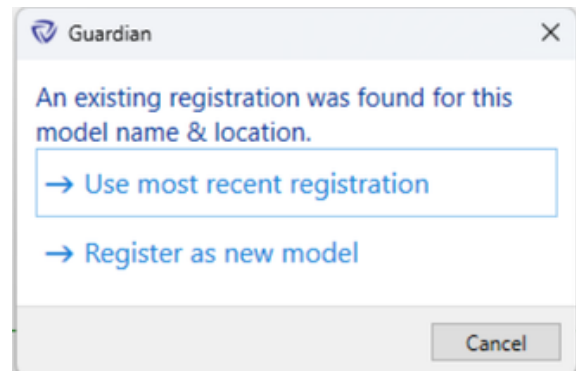 Guardian
An existing registration was found for this
model name & location.
→ Use most recent registration
→ Register as new model
Cancel